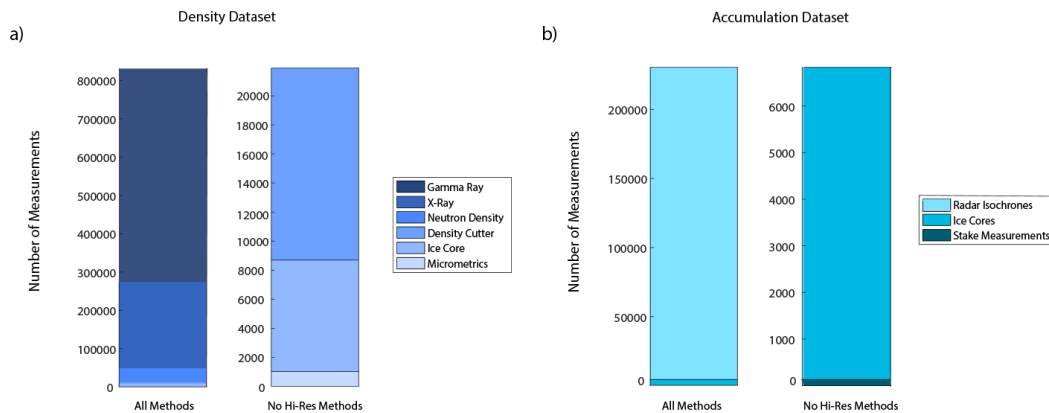 Density Dataset
a)
Number of Measurements
800000
700000
600000
500000
400000
300000
200000
100000
0
All Methods
20000
18000
16000
14000
12000
10000
8000
6000
4000
2000
0
No Hi-Res Methods
Gamma Ray
X-Ray
Neutron Density
Density Cutter
Ice Core
Micrometrics
Accumulation Dataset
b)
Number of Measurements
200000
150000
100000
50000
0
All Methods
6000
5000
4000
3000
2000
1000
0
No Hi-Res Methods
Radar Isochrones
Ice Cores
Stake Measurements